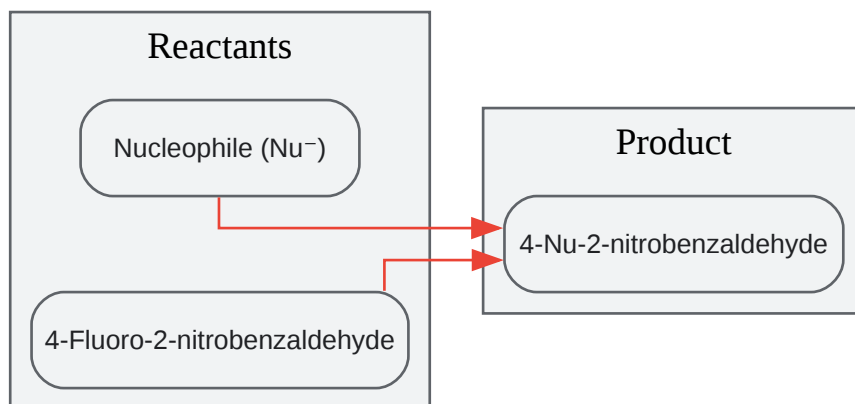 Reactants
Nucleophile (Nu⁻)
4-Fluoro-2-nitrobenzaldehyde
Product
4-Nu-2-nitrobenzaldehyde